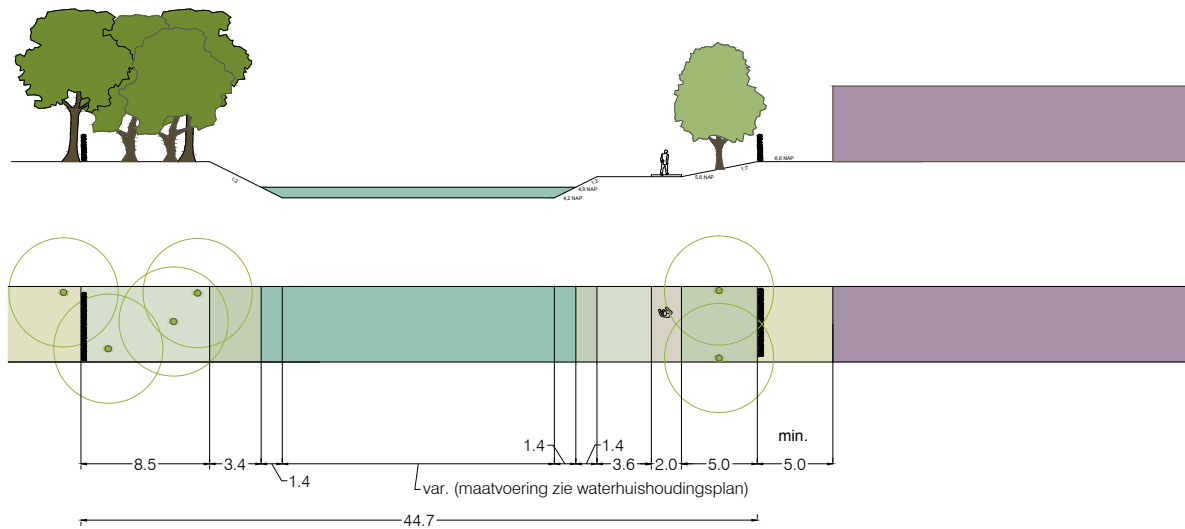 1:2
1:2
4,9 NAP
4,2 NAP
5,6 NAP
1:7
6,6 NAP
min.
1.4
1.4
8.5
3.4
3.6
2.0
5.0
5.0
1.4
var. (maatvoering zie waterhuishoudingsplan)
44.7